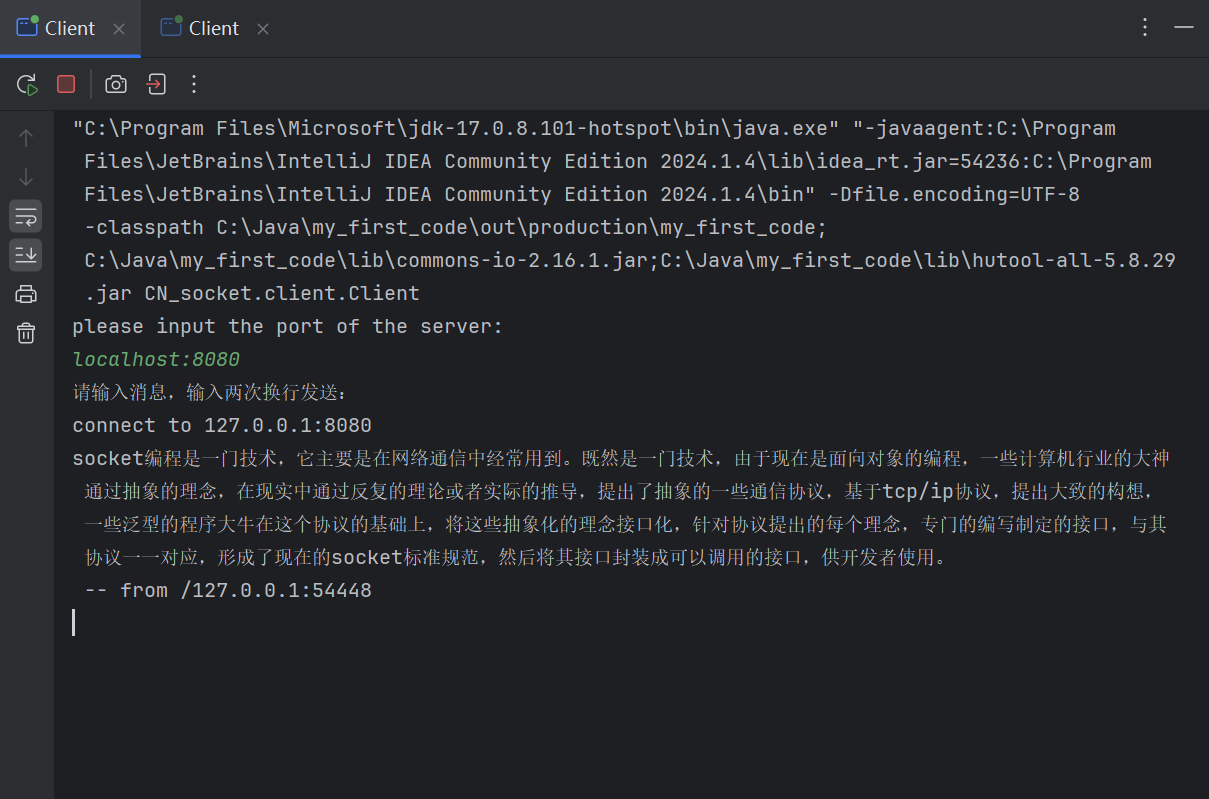 Client
Client
"C:\Program Files\Microsoft\jdk-17.0.8.101-hotspot\bin\java.exe" "-javaagent:C:\Program
Files\JetBrains\IntelliJ IDEA Community Edition 2024.1.4\lib\idea_rt.jar=54236:C:\Program
Files\JetBrains\IntelliJ IDEA Community Edition 2024.1.4\bin" -Dfile.encoding=UTF-8
-classpath C:\Java\my_first_code\out\production\my_first_code;
C:\Java\my_first_code\lib\commons-io-2.16.1.jar;C:\Java\my_first_code\lib\hutool-all-5.8.29
.jar CN_socket.client.Client
please input the port of the server:
localhost:8080
请输入消息，输入两次换行发送：
connect to 127.0.0.1:8080
socket编程是一门技术，它主要是在网络通信中经常用到。既然是一门技术，由于现在是面向对象的编程，一些计算机行业的大神
通过抽象的理念，在现实中通过反复的理论或者实际的推导，提出了抽象的一些通信协议，基于tcp/ip协议，提出大致的构想，
一些泛型的程序大牛在这个协议的基础上，将这些抽象化的理念接口化，针对协议提出的每个理念，专门的编写制定的接口，与其
协议一一对应，形成了现在的socket标准规范，然后将其接口封装成可以调用的接口，供开发者使用。
-- from /127.0.0.1:54448